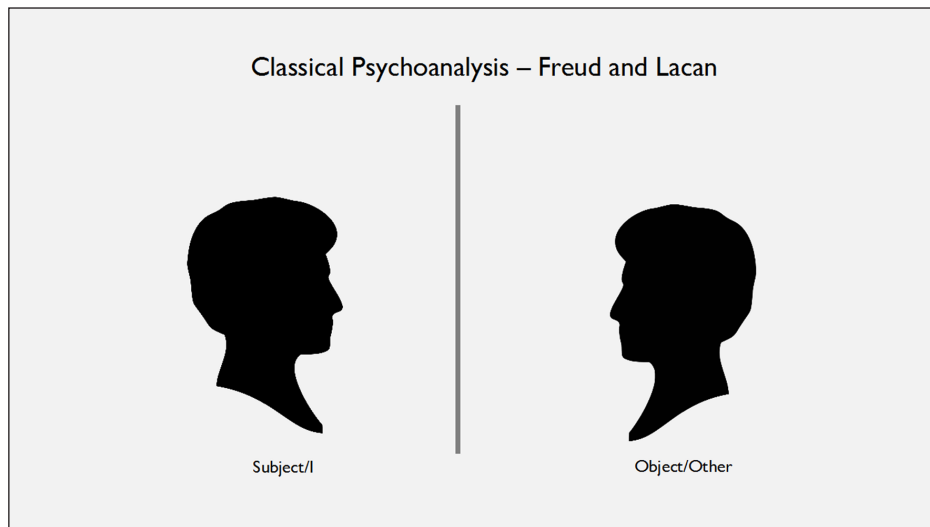 Classical Psychoanalysis – Freud and Lacan
Subject/I
Object/Other